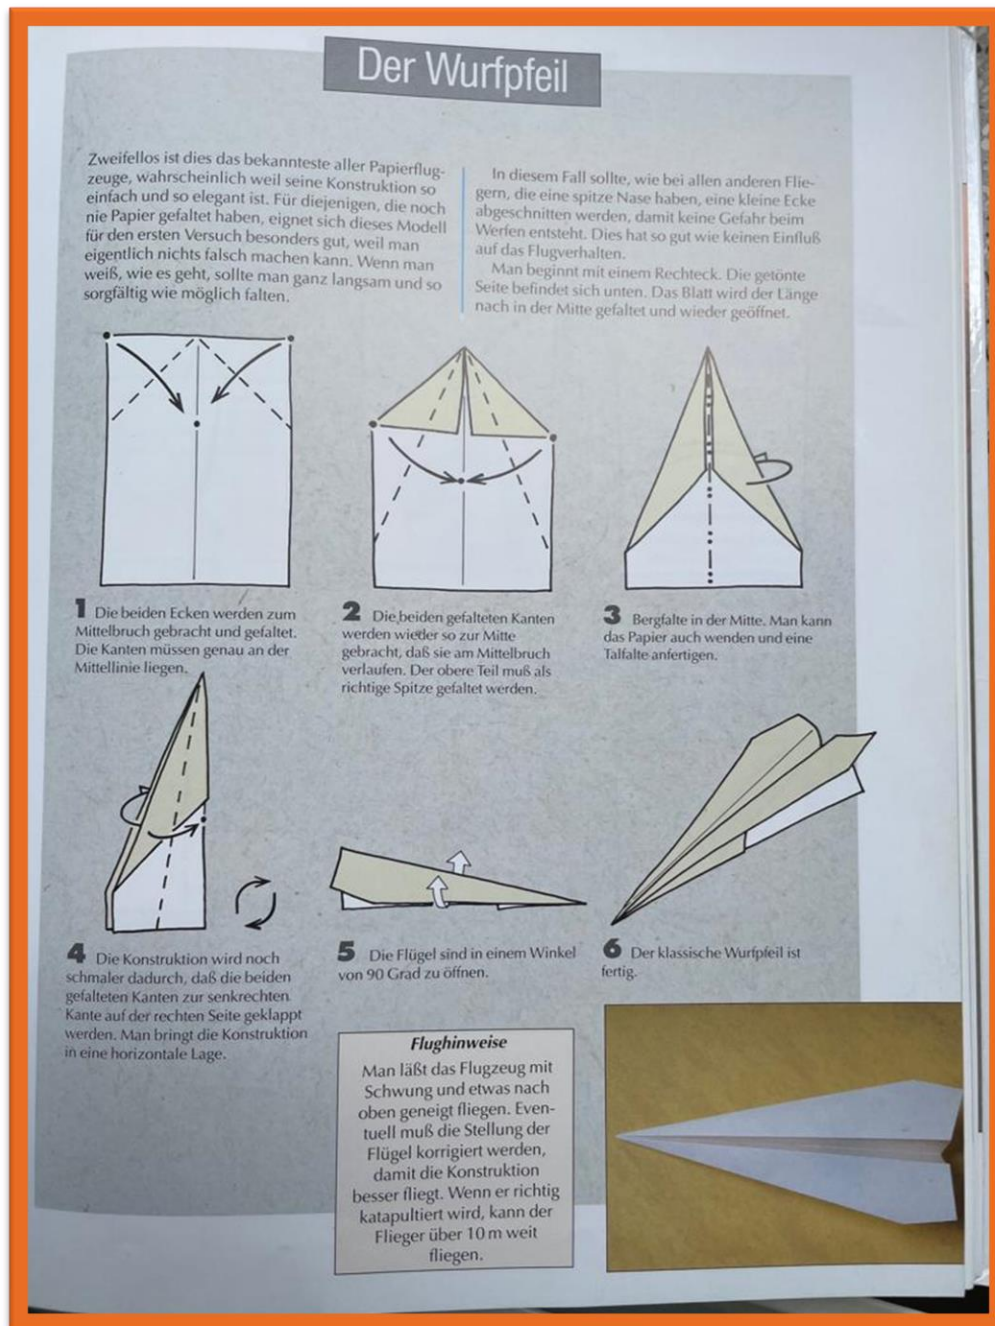 Der Wurfpfeil
Zweifellos ist dies das bekannteste aller Papierflug-
zeuge, wahrscheinlich weil seine Konstruktion so
einfach und so elegant ist. Für diejenigen, die noch
nie Papier gefaltet haben, eignet sich dieses Modell
für den ersten Versuch besonders gut, weil man
eigentlich nichts falsch machen kann. Wenn man
weiß, wie es geht, sollte man ganz langsam und so
sorgfältig wie möglich falten.
In diesem Fall sollte, wie bei allen anderen Flie-
gern, die eine spitze Nase haben, eine kleine Ecke
abgeschnitten werden, damit keine Gefahr beim
Werfen entsteht. Dies hat so gut wie keinen Einfluß
auf das Flugverhalten.
Man beginnt mit einem Rechteck. Die getönte
Seite befindet sich unten. Das Blatt wird der Länge
nach in der Mitte gefaltet und wieder geöffnet.
1 Die beiden Ecken werden zum
Mittelbruch gebracht und gefaltet.
Die Kanten müssen genau an der
Mittellinie liegen.
2 Die beiden gefalteten Kanten
werden wieder so zur Mitte
gebracht, daß sie am Mittelbruch
verlaufen. Der obere Teil muß als
richtige Spitze gefaltet werden.
3 Bergfalte in der Mitte. Man kann
das Papier auch wenden und eine
Talfalte anfertigen.
4 Die Konstruktion wird noch
schmaler dadurch, daß die beiden
gefalteten Kanten zur senkrechten
Kante auf der rechten Seite geklappt
werden. Man bringt die Konstruktion
in eine horizontale Lage.
5 Die Flügel sind in einem Winkel
von 90 Grad zu öffnen.
6 Der klassische Wurfpfeil ist
fertig.
Flughinweise
Man läßt das Flugzeug mit
Schwung und etwas nach
oben geneigt fliegen. Even-
tuell muß die Stellung der
Flügel korrigiert werden,
damit die Konstruktion
besser fliegt. Wenn er richtig
katapultiert wird, kann der
Flieger über 10 m weit
fliegen.